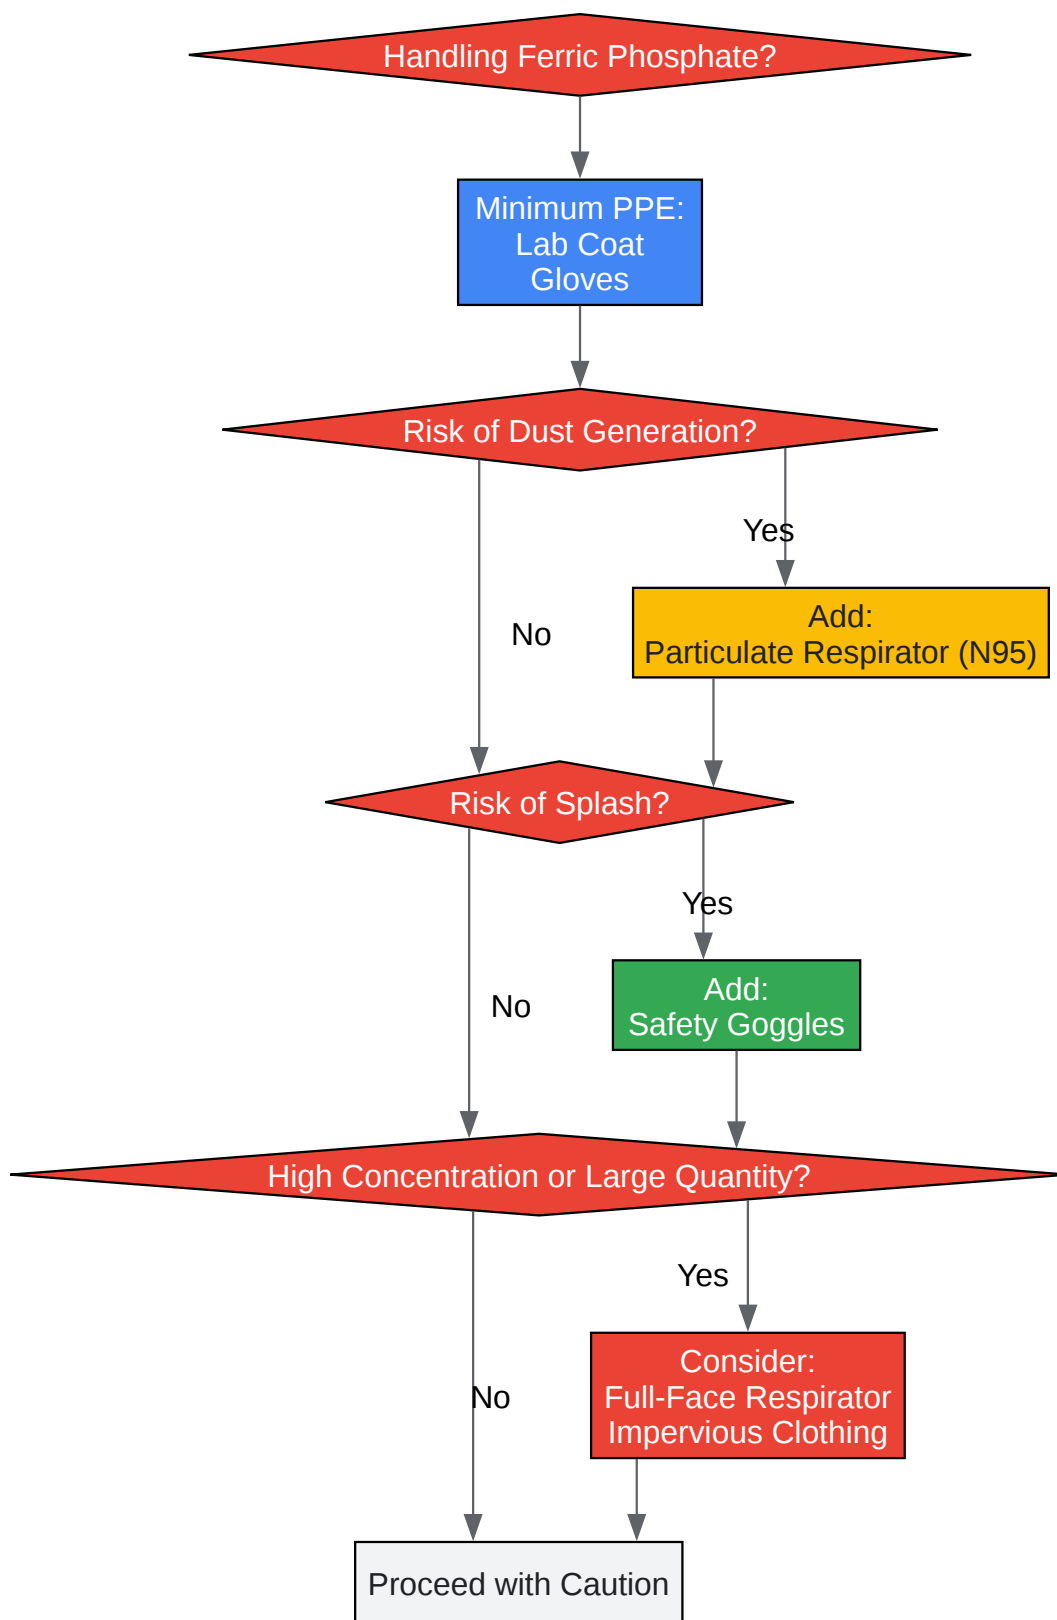 Handling Ferric Phosphate?
Minimum PPE:
Lab Coat
Gloves
Risk of Dust Generation?
Yes
No
Add:
Particulate Respirator (N95)
Risk of Splash?
Yes
No
Add:
Safety Goggles
High Concentration or Large Quantity?
Yes
No
Consider:
Full-Face Respirator
Impervious Clothing
Proceed with Caution